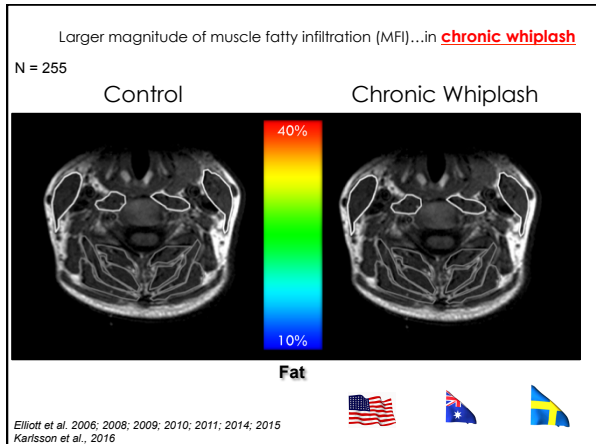 Larger magnitude of muscle fatty infiltration (MFI)...in chronic whiplash
N = 255
Control
Chronic Whiplash
40%
10%
Fat
Elliott et al. 2006; 2008; 2009; 2010; 2011; 2014; 2015
Karlsson et al., 2016